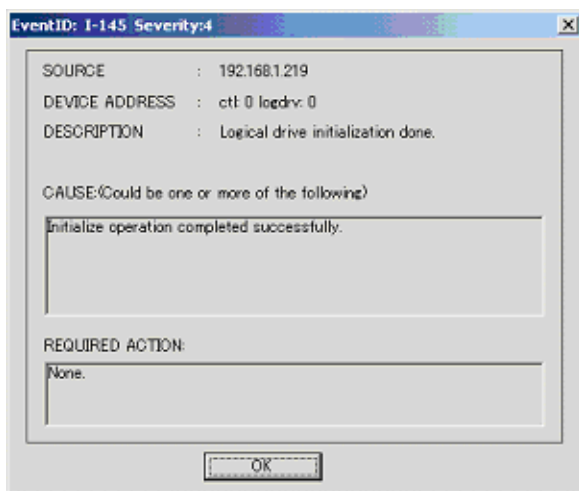 EventID: I-145 Severity:4
SOURCE : 192.168.1.219
DEVICE ADDRESS : ctl: 0 logdrv: 0
DESCRIPTION : Logical drive initialization done.
CAUSE:(Could be one or more of the following)
Initialize operation completed successfully.
REQUIRED ACTION:
None.
OK